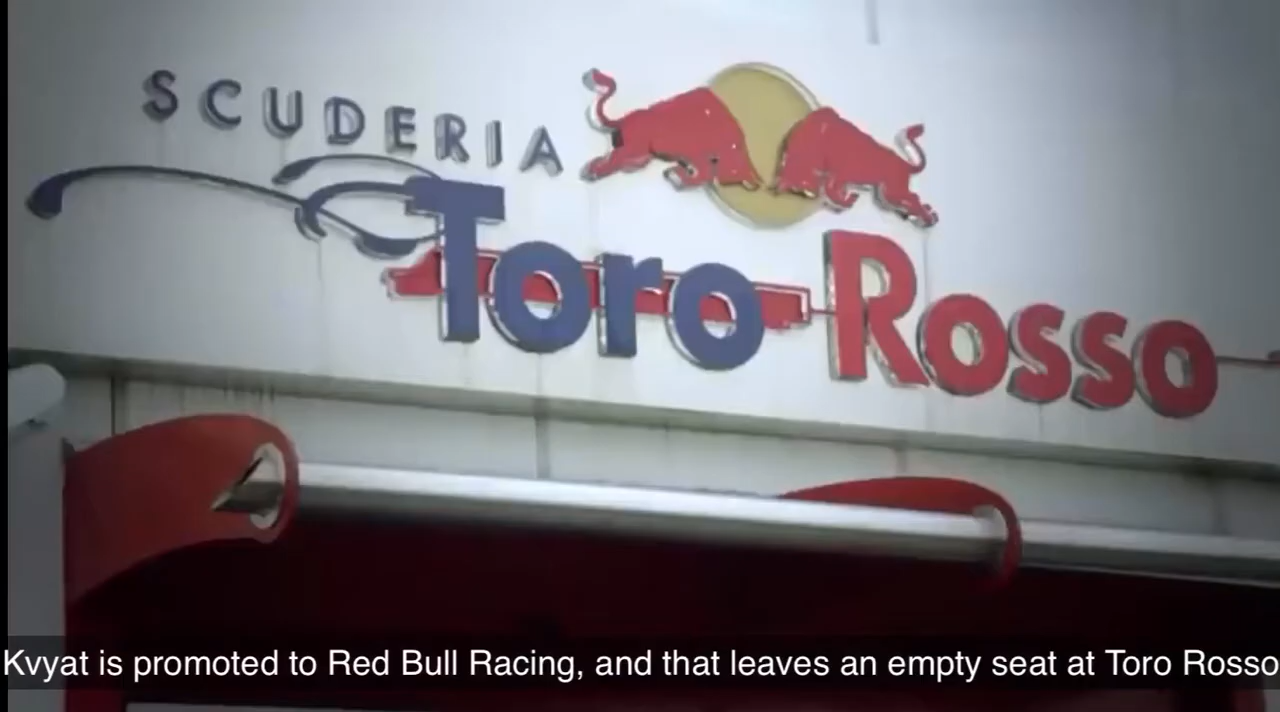 SCUDERIA
Toro Rosso
Kvyat is promoted to Red Bull Racing, and that leaves an empty seat at Toro Rosso